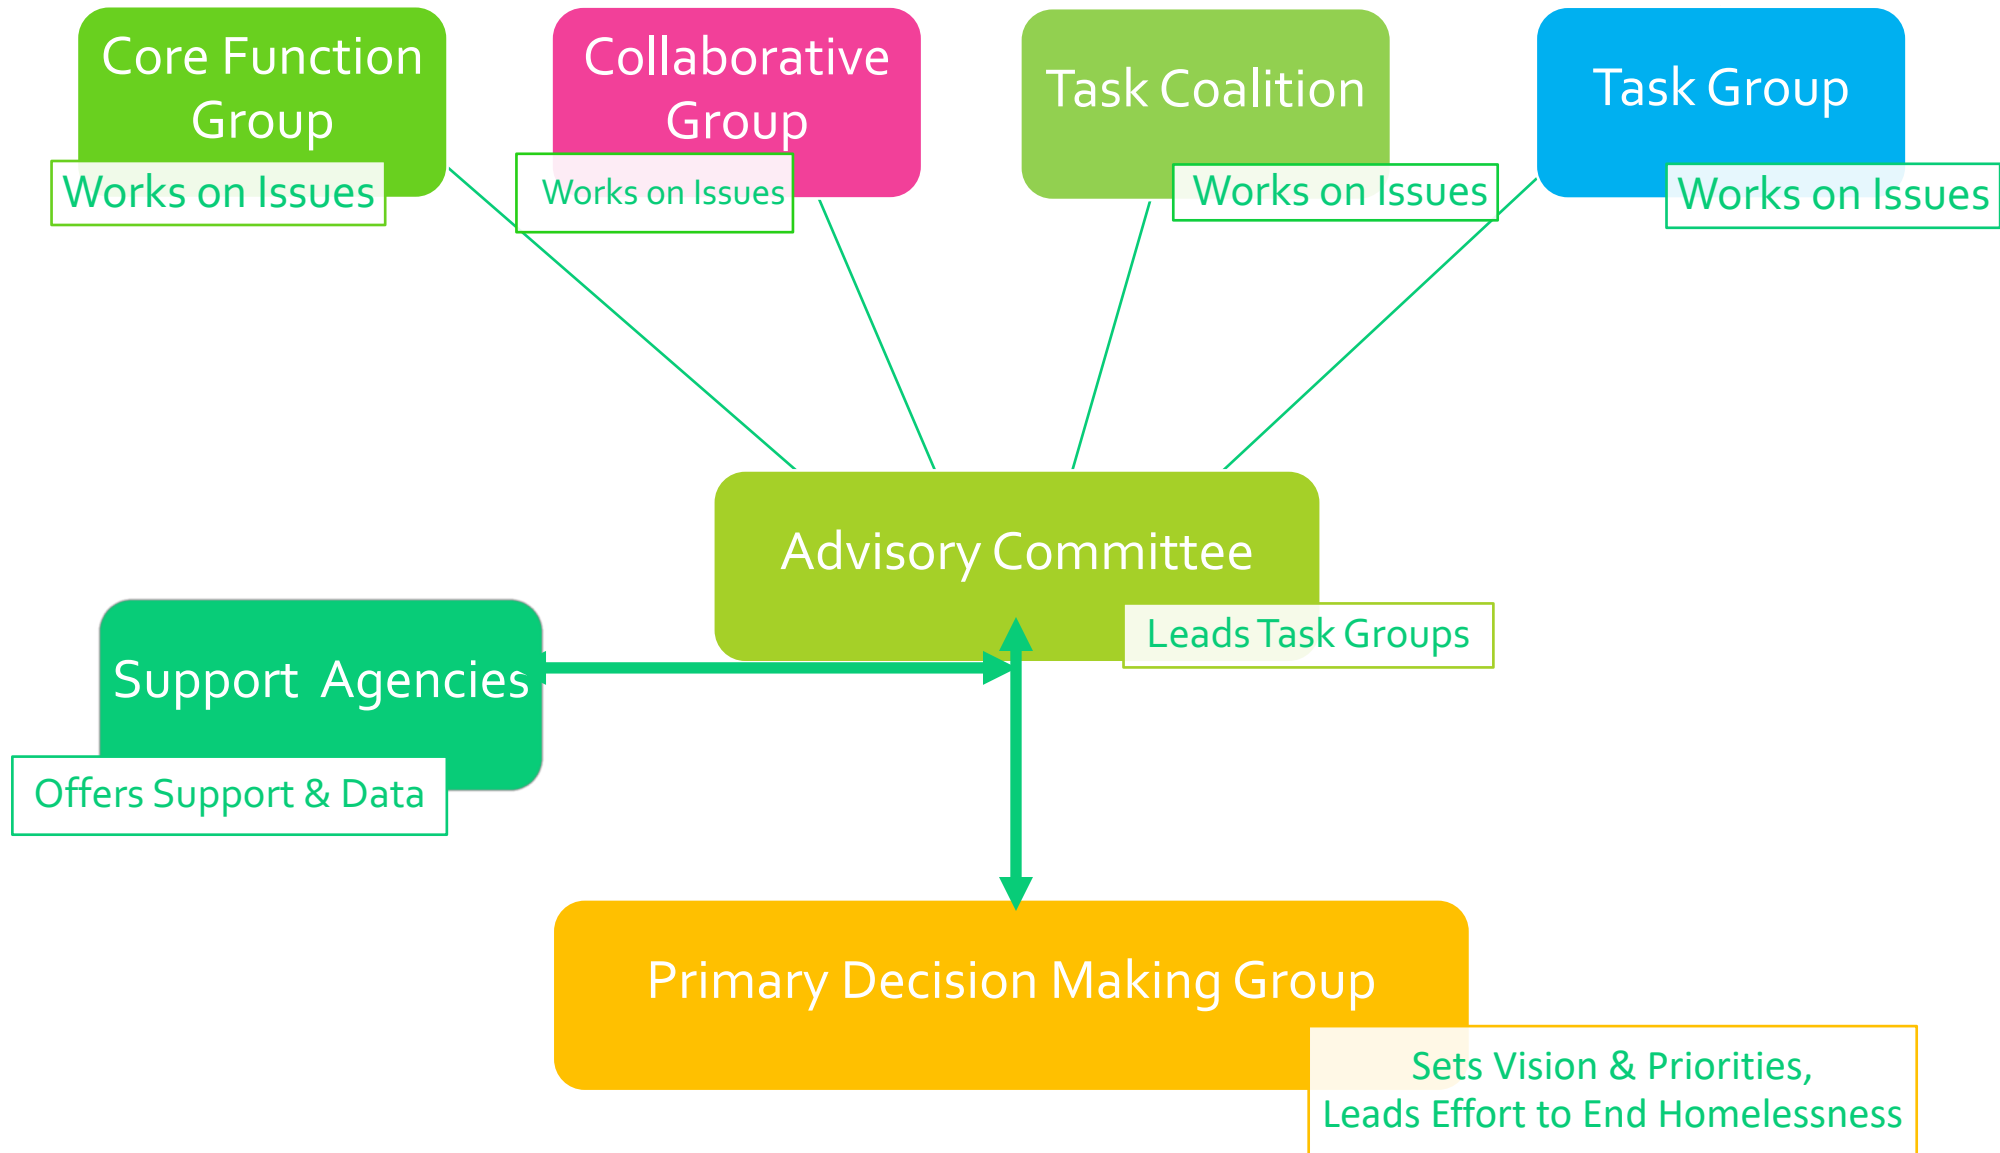 Core Function
Group
Works on Issues
Collaborative
Group
Works on Issues
Task Coalition
Works on Issues
Task Group
Works on Issues
Advisory Committee
Leads Task Groups
Support Agencies
Offers Support & Data
Primary Decision Making Group
Sets Vision & Priorities,
Leads Effort to End Homelessness